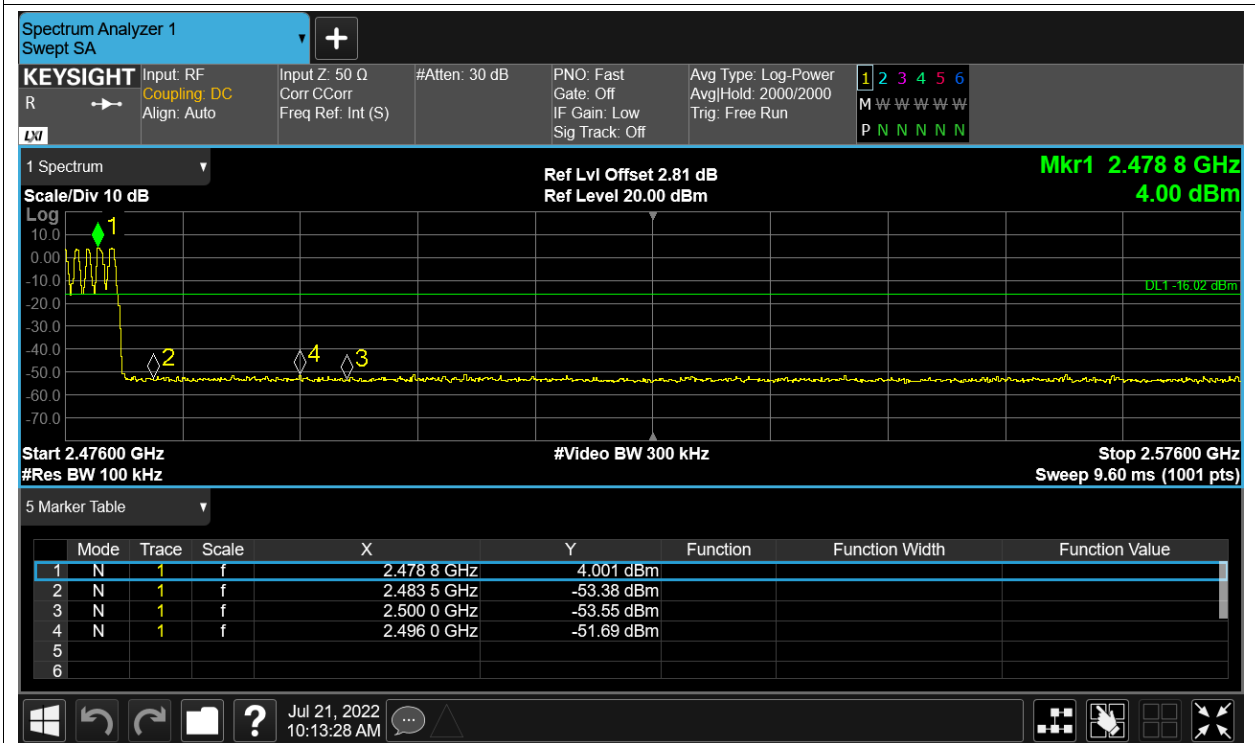 Spectrum Analyzer 1
Swept SA
+
KEYSIGHT Input: RF Input Z: 50 Ω #Atten: 30 dB PNO: Fast Avg Type: Log-Power 1 2 3 4 5 6
R Coupling: DC Corr CCorr Gate: Off Avg|Hold: 2000/2000 M W W W W W
Align: Auto Freq Ref: Int (S) IF Gain: Low Trig: Free Run
LXI Sig Track: Off P N N N N N
1 Spectrum Ref Lvl Offset 2.81 dB Mkr1 2.478 8 GHz
Scale/Div 10 dB Ref Level 20.00 dBm 4.00 dBm
Log
10.0 1
0.00
-10.0
DL1 -16.02 dBm
-20.0
-30.0
-40.0
2 4 3
-50.0
-60.0
-70.0
Start 2.47600 GHz #Video BW 300 kHz Stop 2.57600 GHz
#Res BW 100 kHz Sweep 9.60 ms (1001 pts)
5 Marker Table
Mode Trace Scale X Y Function Function Width Function Value
1 N 1 f 2.478 8 GHz 4.001 dBm
2 N 1 f 2.483 5 GHz -53.38 dBm
3 N 1 f 2.500 0 GHz -53.55 dBm
4 N 1 f 2.496 0 GHz -51.69 dBm
5
6
? Jul 21, 2022
10:13:28 AM